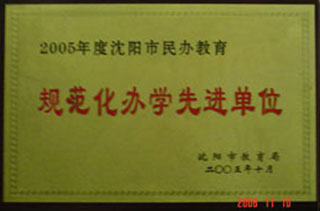 2005年度沈阳市民办教育
规范化办学先进单位
沈阳市教育局
二〇〇五年十月
2006 11 10